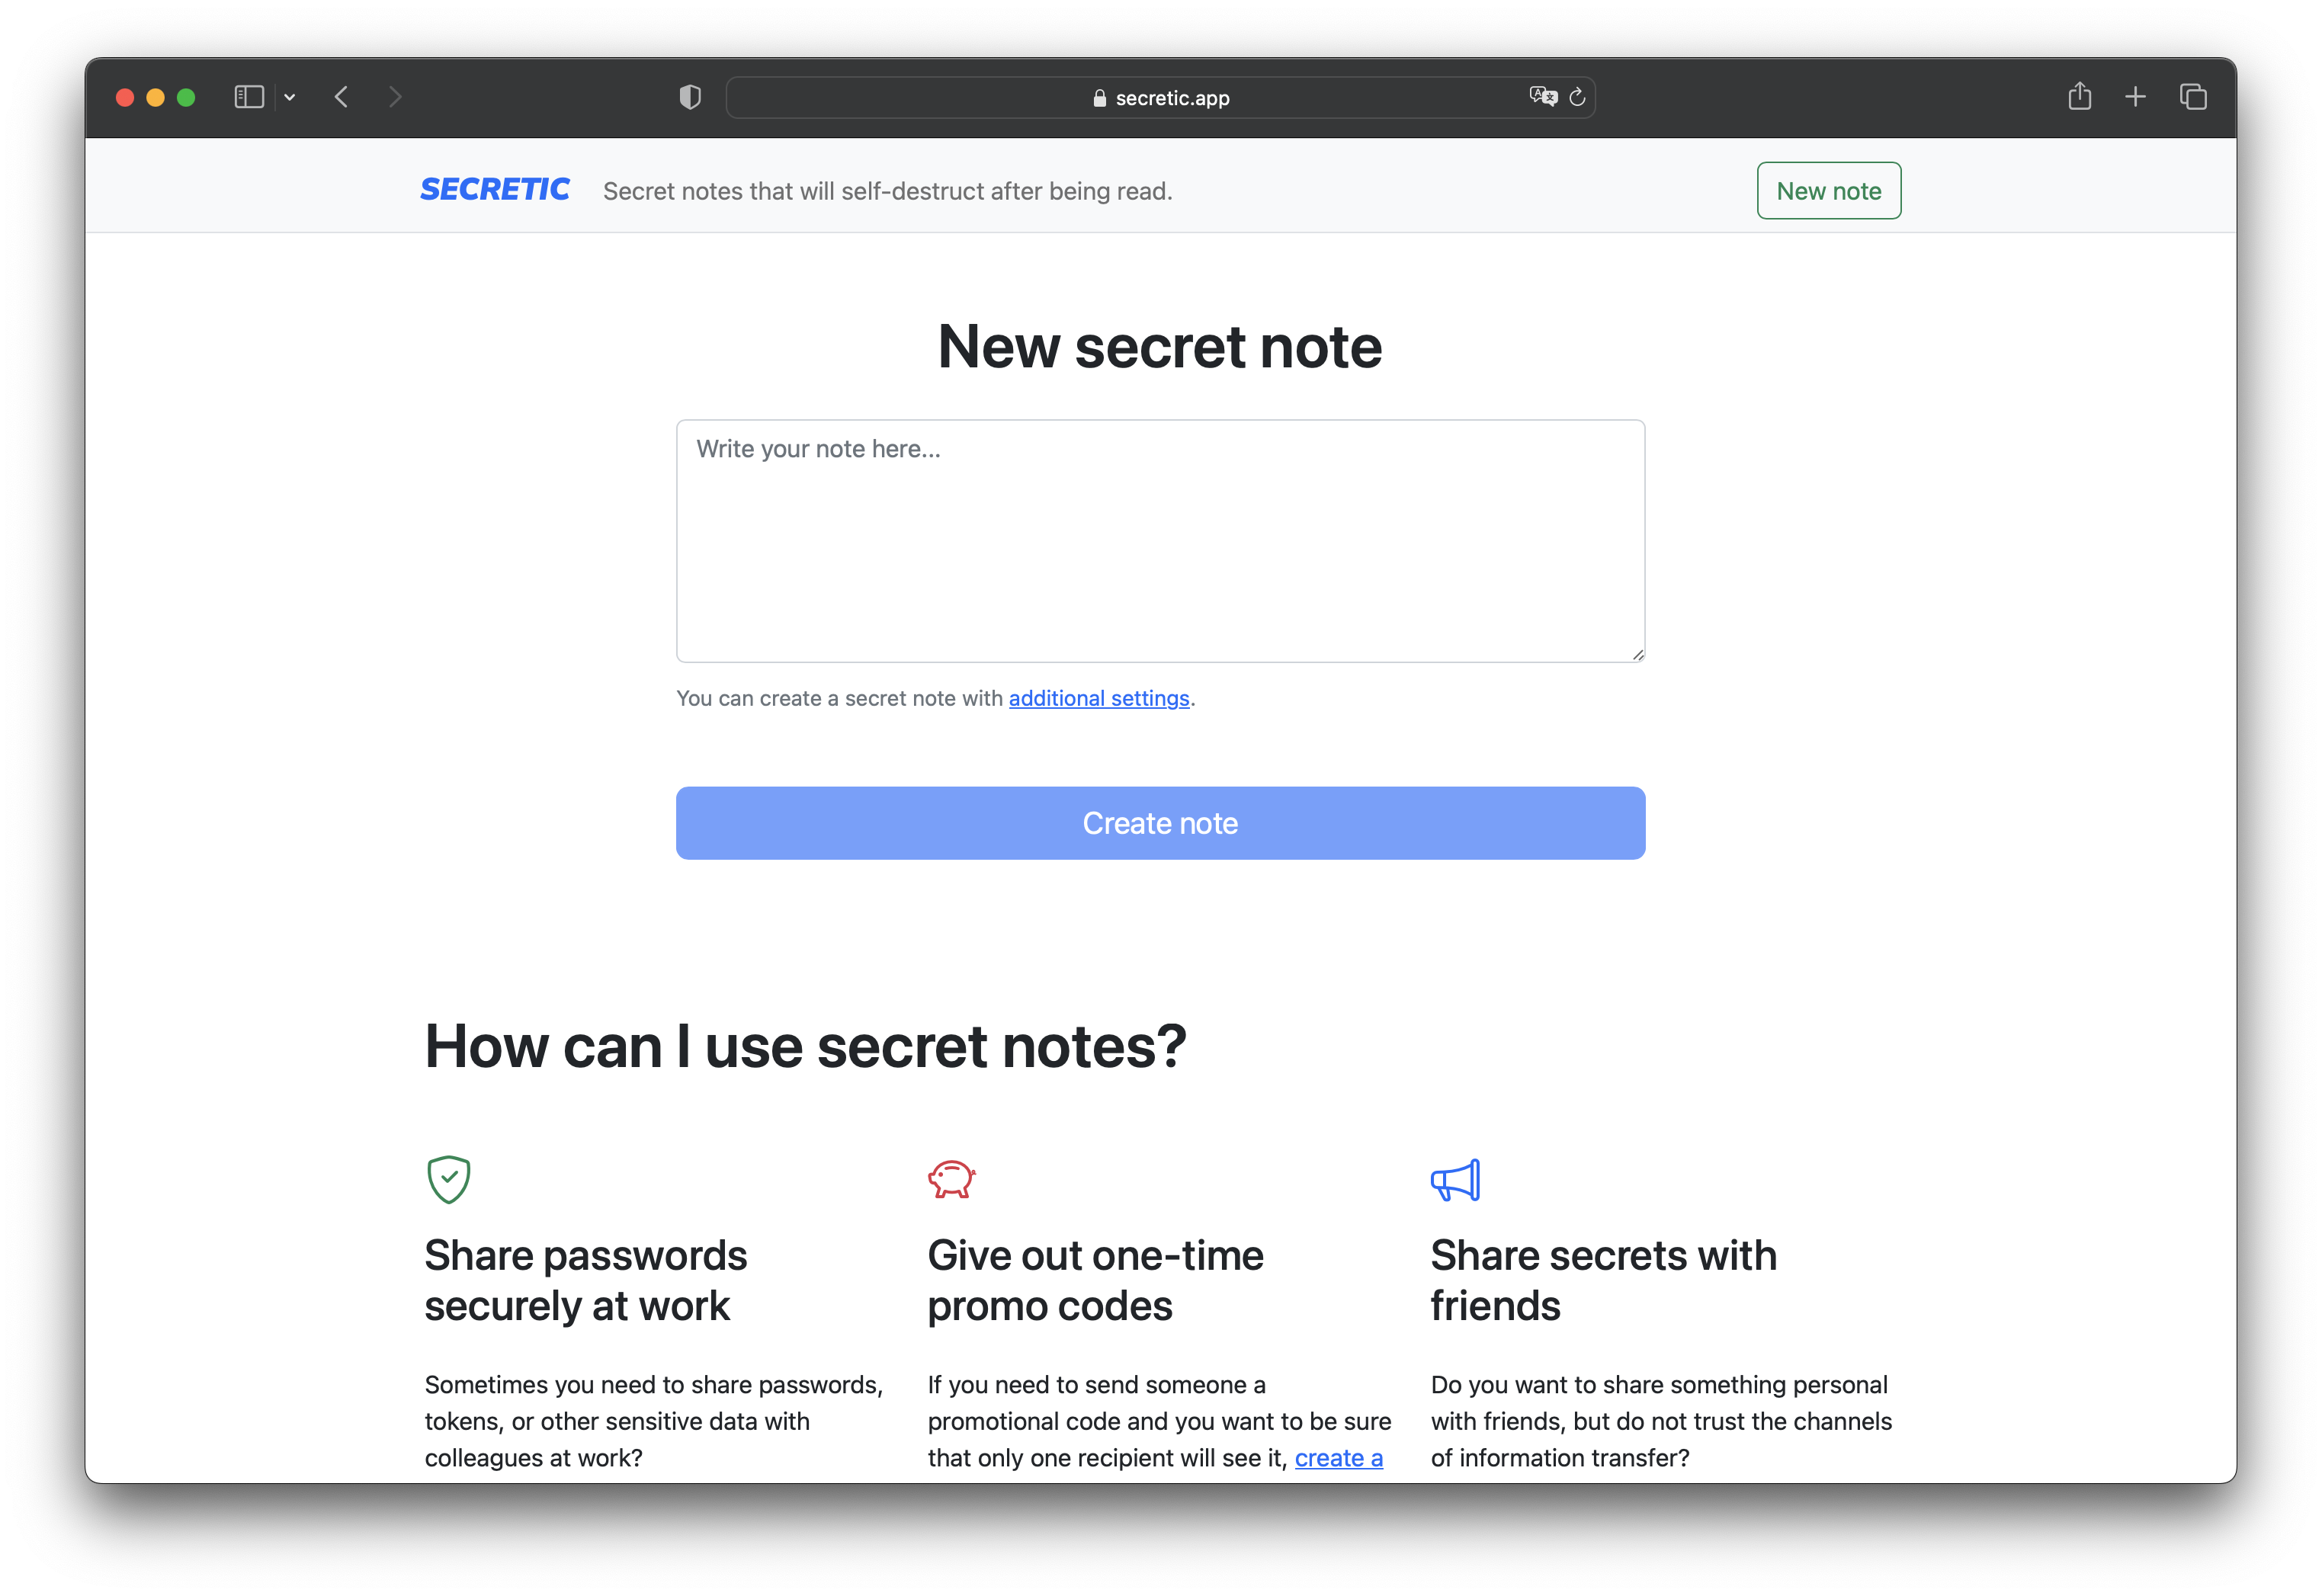 secretic.app
SECRETIC
Secret notes that will self-destruct after being read.
New note
New secret note
Write your note here...
You can create a secret note with additional settings.
Create note
How can I use secret notes?
Share passwords
securely at work
Sometimes you need to share passwords,
tokens, or other sensitive data with
colleagues at work?
Give out one-time
promo codes
If you need to send someone a
promotional code and you want to be sure
that only one recipient will see it, create a
Share secrets with
friends
Do you want to share something personal
with friends, but do not trust the channels
of information transfer?